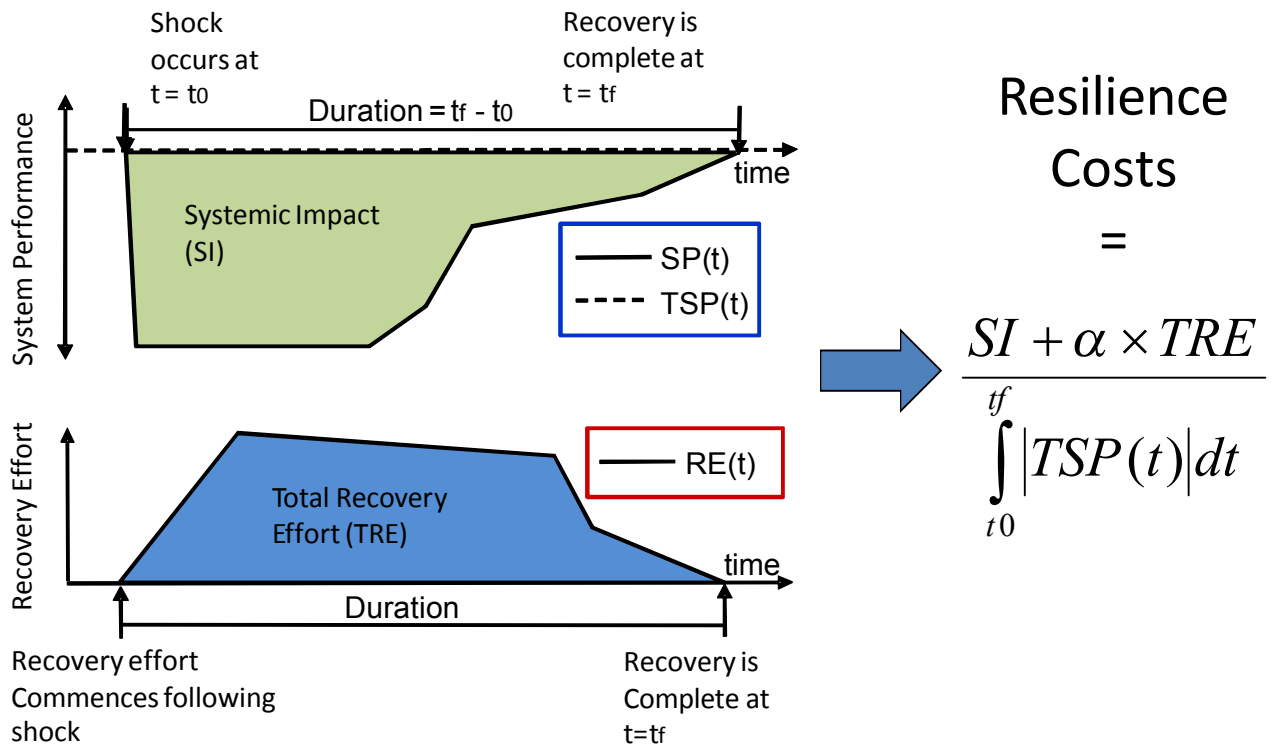 Shock
occurs at
t = t0
Recovery is
complete at
t = tf
Duration = tf - t0
System Performance
time
Systemic Impact
(SI)
SP(t)
TSP(t)
Recovery Effort
RE(t)
Total Recovery
Effort (TRE)
time
Duration
Recovery effort
Commences following
shock
Recovery is
Complete at
t=tf
Resilience
Costs
=
SI + α × TRE
tf
∫|TSP(t)|dt
t0